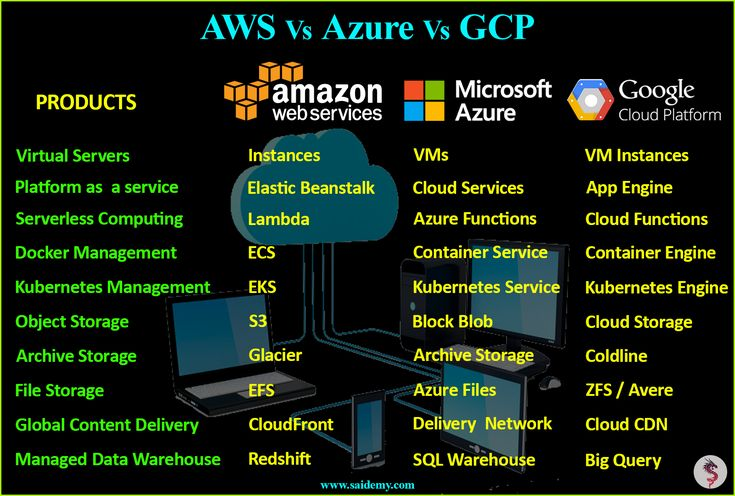 AWS Vs Azure Vs GCP
PRODUCTS amazon webservices Microsoft Azure Google Cloud Platform
Virtual Servers Instances VMs VM Instances
Platform as a service Elastic Beanstalk Cloud Services App Engine
Serverless Computing Lambda Azure Functions Cloud Functions
Docker Management ECS Container Service Container Engine
Kubernetes Management EKS Kubernetes Service Kubernetes Engine
Object Storage S3 Block Blob Cloud Storage
Archive Storage Glacier Archive Storage Coldline
File Storage EFS Azure Files ZFS / Avere
Global Content Delivery CloudFront Delivery Network Cloud CDN
Managed Data Warehouse Redshift SQL Warehouse Big Query
www.saidemy.com